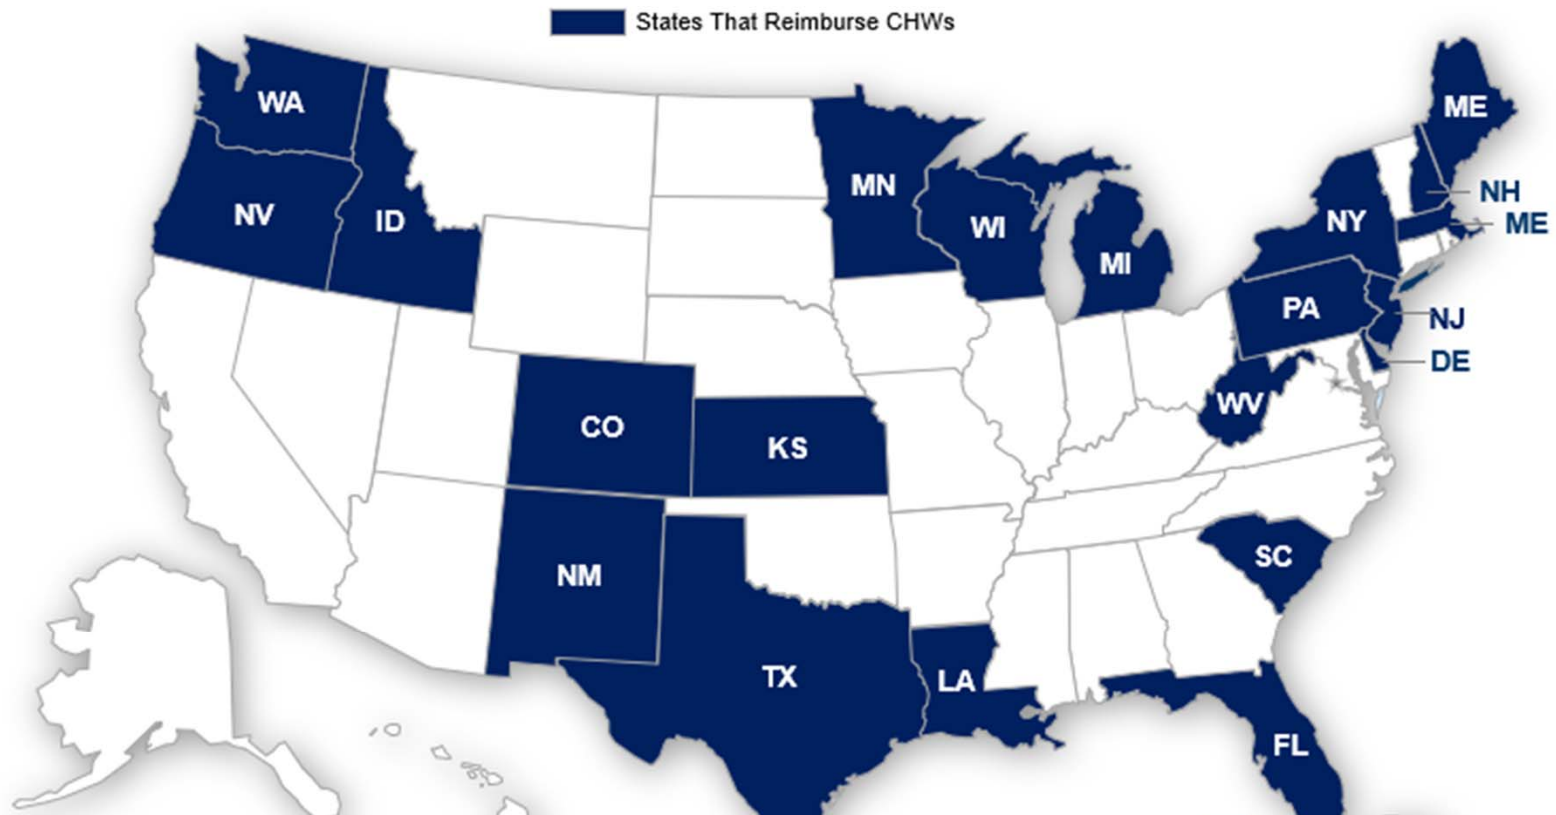 States That Reimburse CHWs
WA
ME
MN
NH
NV
ID
WI
NY
ME
MI
PA
NJ
DE
CO
WV
KS
SC
NM
TX
LA
FL